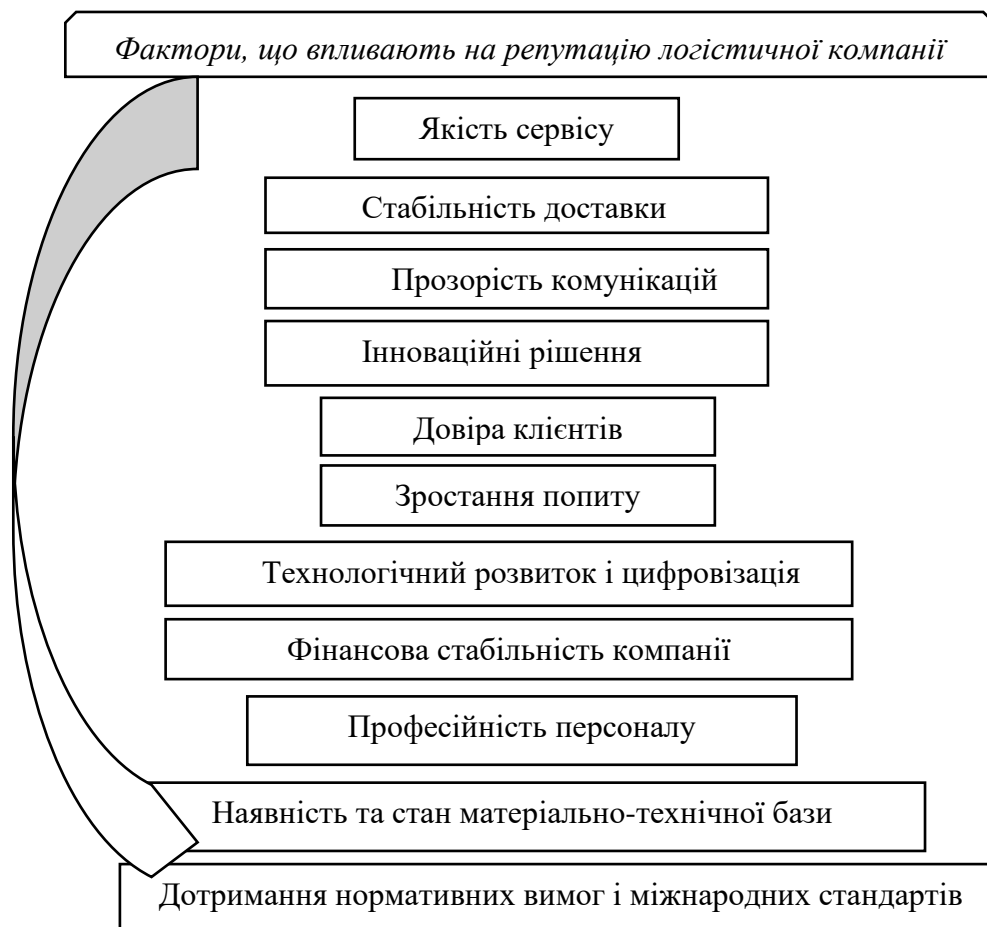 Фактори, що впливають на репутацію логістичної компанії
Якість сервісу
Стабільність доставки
Прозорість комунікацій
Інноваційні рішення
Довіра клієнтів
Зростання попиту
Технологічний розвиток і цифровізація
Фінансова стабільність компанії
Професійність персоналу
Наявність та стан матеріально-технічної бази
Дотримання нормативних вимог і міжнародних стандартів